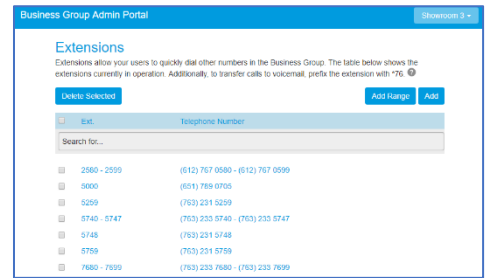 Business Group Admin Portal
Showroom 3
Extensions
Extensions allow your users to quickly dial other numbers in the Business Group. The table below shows the
extensions currently in operation. Additionally, to transfer calls to voicemail, prefix the extension with *76. ?
Delete Selected
Add Range
Add
Ext. Telephone Number
Search for...
2580 - 2599 (612) 767 0580 - (612) 767 0599
5000 (651) 789 0705
5259 (763) 231 5259
5740 - 5747 (763) 233 5740 - (763) 233 5747
5748 (763) 231 5748
5759 (763) 231 5759
7680 - 7699 (763) 233 7680 - (763) 233 7699